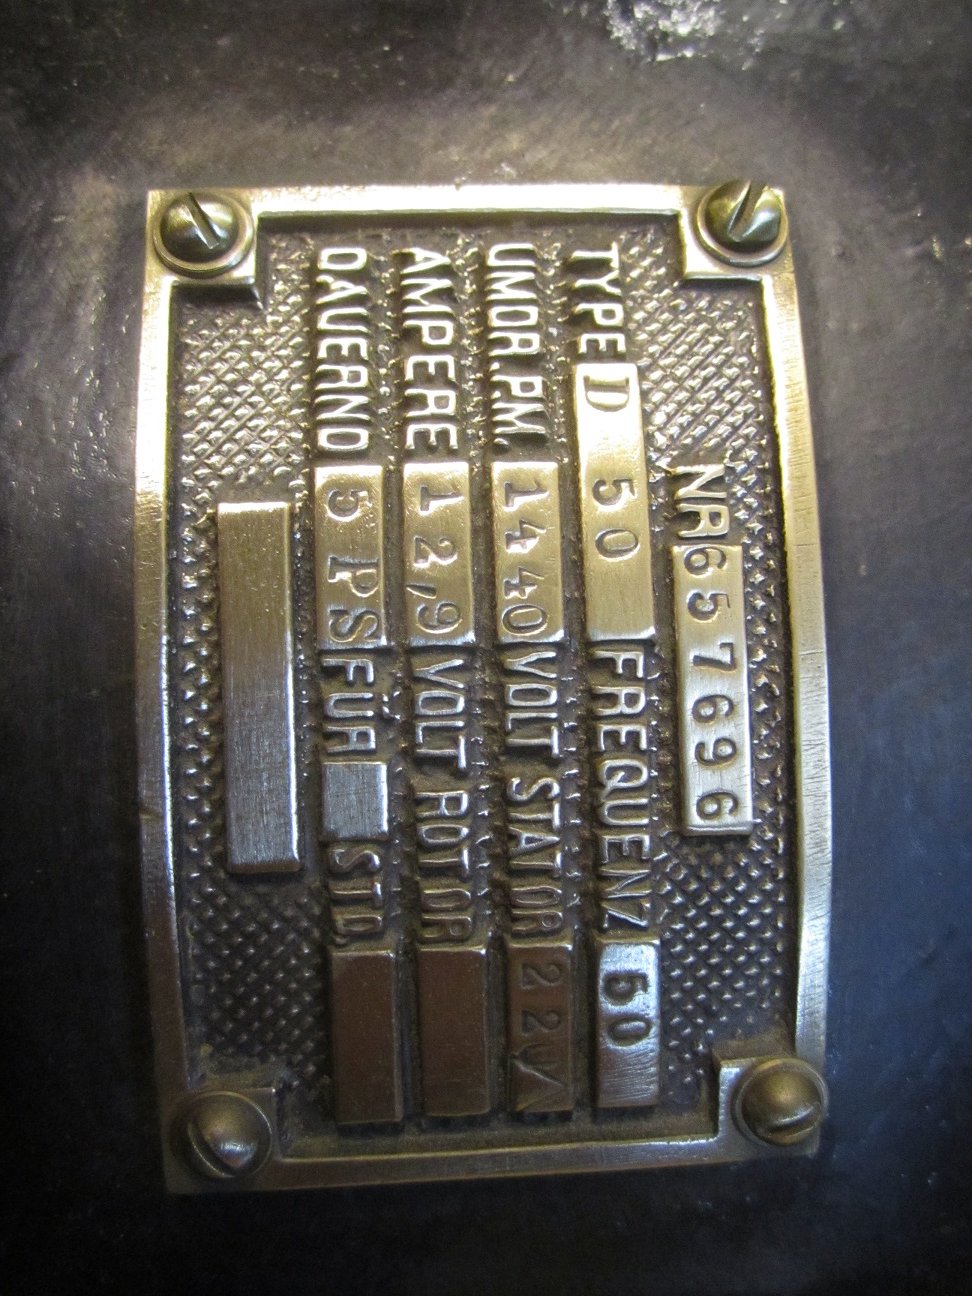 NR 657696
TYPE D 50 FREQUENZ 50
UMDR.P.M. 1440 VOLT STATOR 220
AMPERE 12,9 VOLT ROTOR
DAUERND 5 PS FÜR STD.